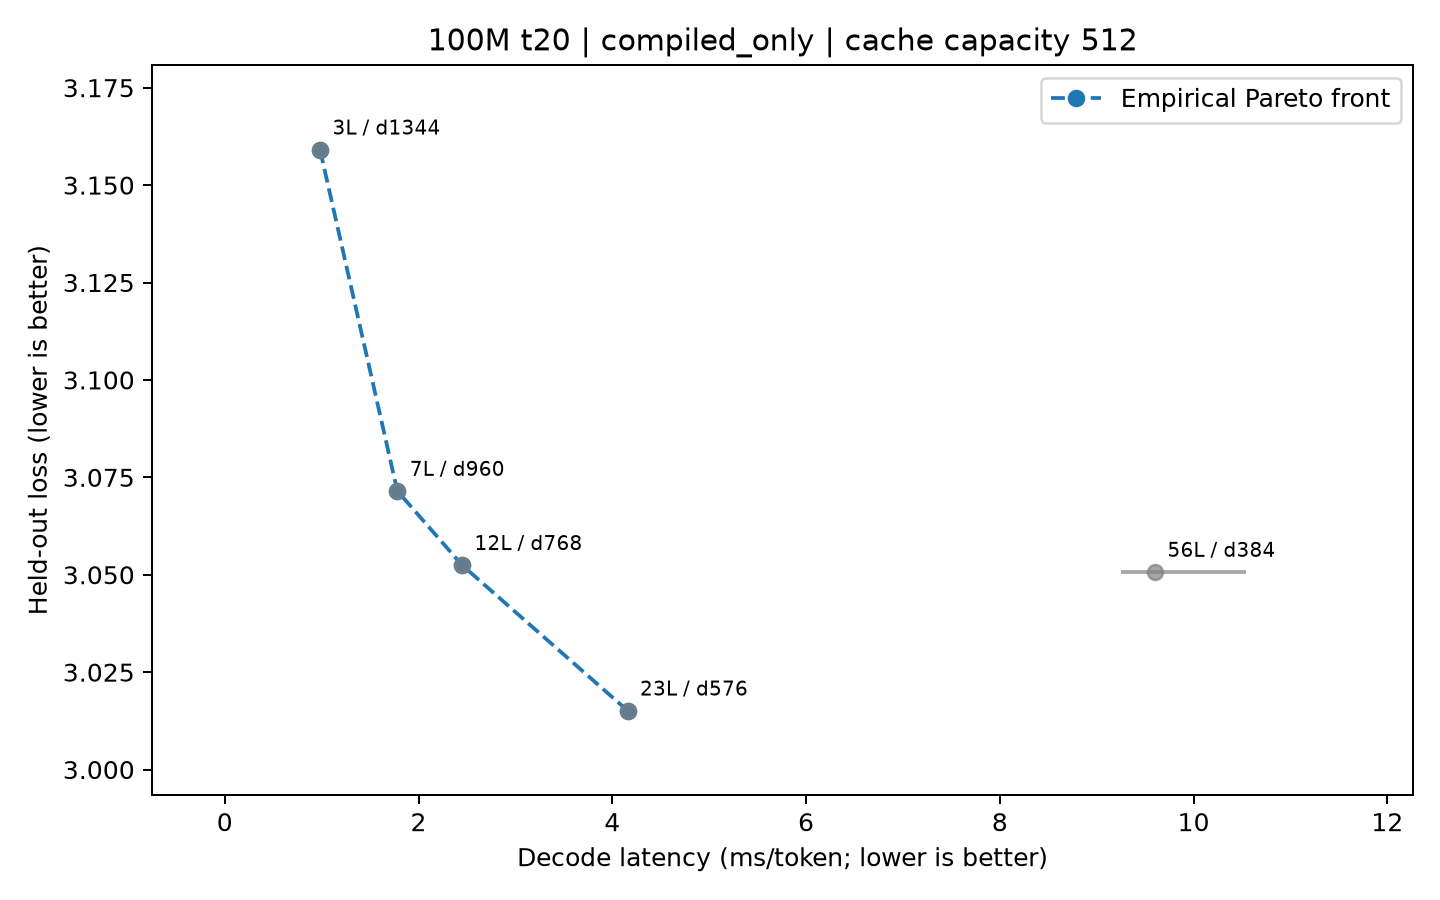 100M t20 | compiled_only | cache capacity 512
Empirical Pareto front
Held-out loss (lower is better)
3.175
3.150
3.125
3.100
3.075
3.050
3.025
3.000
3L / d1344
7L / d960
12L / d768
56L / d384
23L / d576
0 2 4 6 8 10 12
Decode latency (ms/token; lower is better)